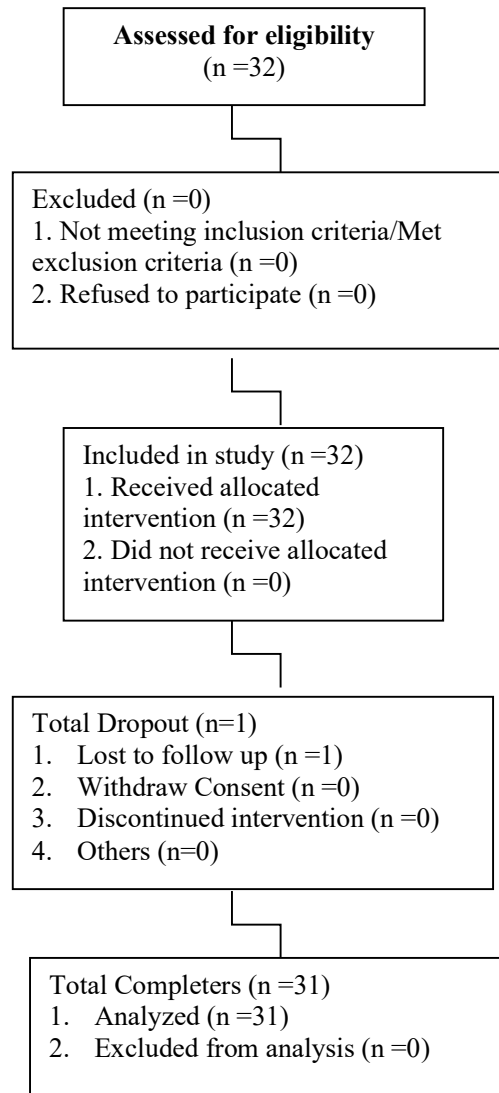 Assessed for eligibility
(n =32)
Excluded (n =0)
1. Not meeting inclusion criteria/Met
exclusion criteria (n =0)
2. Refused to participate (n =0)
Included in study (n =32)
1. Received allocated
intervention (n =32)
2. Did not receive allocated
intervention (n =0)
Total Dropout (n=1)
1. Lost to follow up (n =1)
2. Withdraw Consent (n =0)
3. Discontinued intervention (n =0)
4. Others (n=0)
Total Completers (n =31)
1. Analyzed (n =31)
2. Excluded from analysis (n =0)